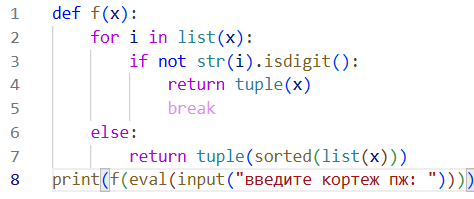 1 def f(x):
2     for i in list(x):
3         if not str(i).isdigit():
4             return tuple(x)
5             break
6     else:
7         return tuple(sorted(list(x)))
8 print(f(eval(input("введите кортеж пж: "))))